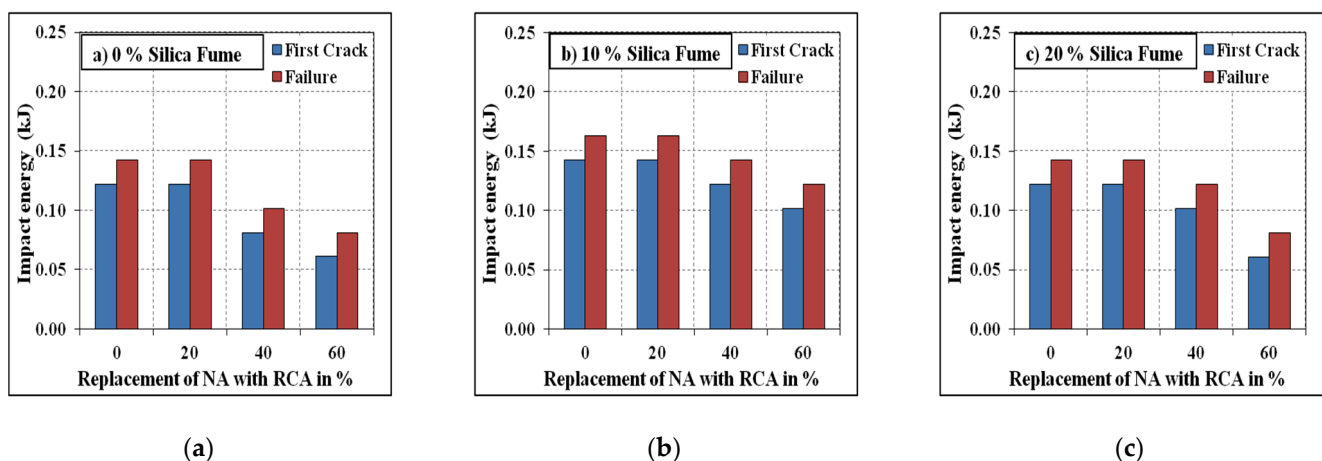 a) 0 % Silica Fume
First Crack
Failure
Impact energy (kJ)
0.25
0.20
0.15
0.10
0.05
0.00
0 20 40 60
Replacement of NA with RCA in %
(a)
b) 10 % Silica Fume
First Crack
Failure
Impact energy (kJ)
0.25
0.20
0.15
0.10
0.05
0.00
0 20 40 60
Replacement of NA with RCA in %
(b)
c) 20 % Silica Fume
First Crack
Failure
Impact energy (kJ)
0.25
0.20
0.15
0.10
0.05
0.00
0 20 40 60
Replacement of NA with RCA in %
(c)